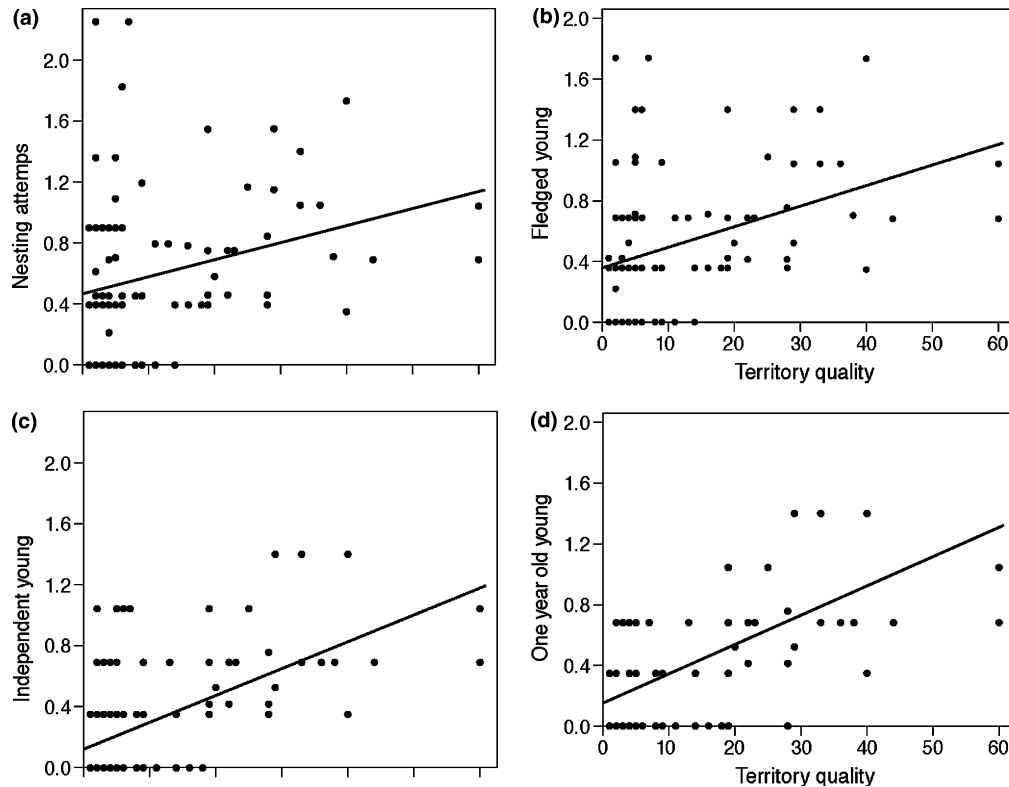 (a)
Nesting attemps
2.0
1.6
1.2
0.8
0.4
0.0
(b)
Fledged young
2.0
1.6
1.2
0.8
0.4
0.0
0 10 20 30 40 50 60
Territory quality
(c)
Independent young
2.0
1.6
1.2
0.8
0.4
0.0
(d)
One year old young
2.0
1.6
1.2
0.8
0.4
0.0
0 10 20 30 40 50 60
Territory quality